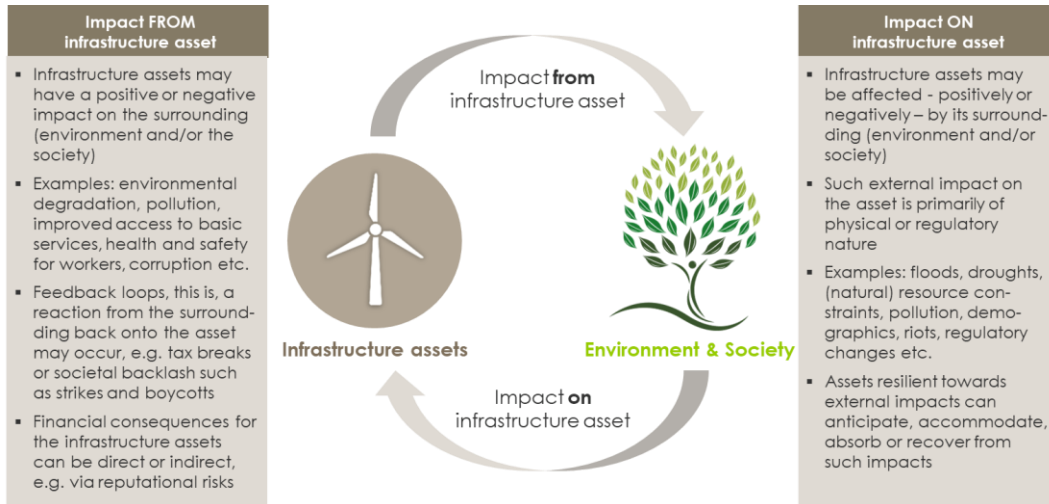 Impact FROM
infrastructure asset
▪ Infrastructure assets may
have a positive or negative
impact on the surrounding
(environment and/or the
society)
▪ Examples: environmental
degradation, pollution,
improved access to basic
services, health and safety
for workers, corruption etc.
▪ Feedback loops, this is, a
reaction from the surroun-
ding back onto the asset
may occur, e.g. tax breaks
or societal backlash such
as strikes and boycotts
▪ Financial consequences for
the infrastructure assets
can be direct or indirect,
e.g. via reputational risks
Impact from
infrastructure asset
Infrastructure assets
Environment & Society
Impact on
infrastructure asset
Impact ON
infrastructure asset
▪ Infrastructure assets may
be affected - positively or
negatively – by its surround-
ding (environment and/or
society)
▪ Such external impact on
the asset is primarily of
physical or regulatory
nature
▪ Examples: floods, droughts,
(natural) resource con-
straints, pollution, demo-
graphics, riots, regulatory
changes etc.
▪ Assets resilient towards
external impacts can
anticipate, accommodate,
absorb or recover from
such impacts